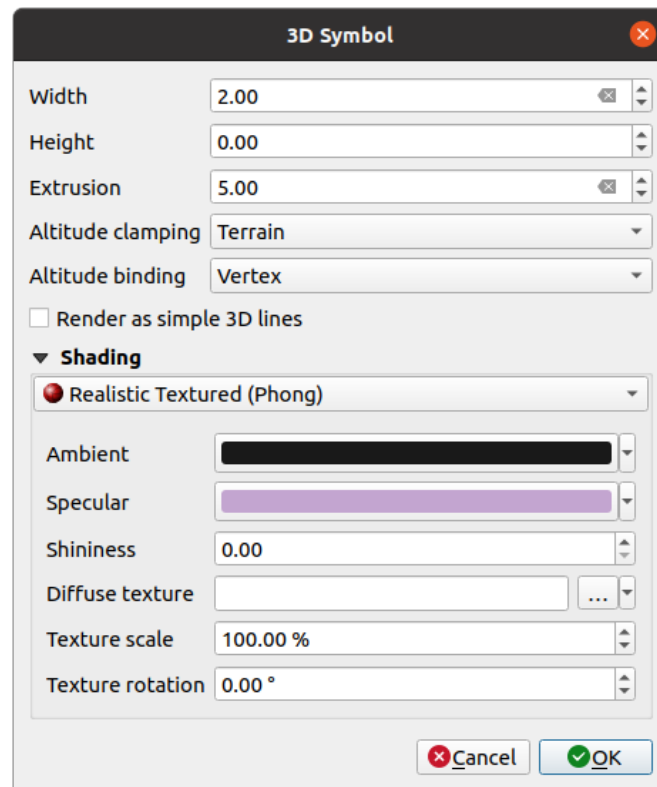 3D Symbol
Width 2.00
Height 0.00
Extrusion 5.00
Altitude clamping Terrain
Altitude binding Vertex
Render as simple 3D lines
Shading
Realistic Textured (Phong)
Ambient
Specular
Shininess 0.00
Diffuse texture ...
Texture scale 100.00 %
Texture rotation 0.00 °
Cancel OK